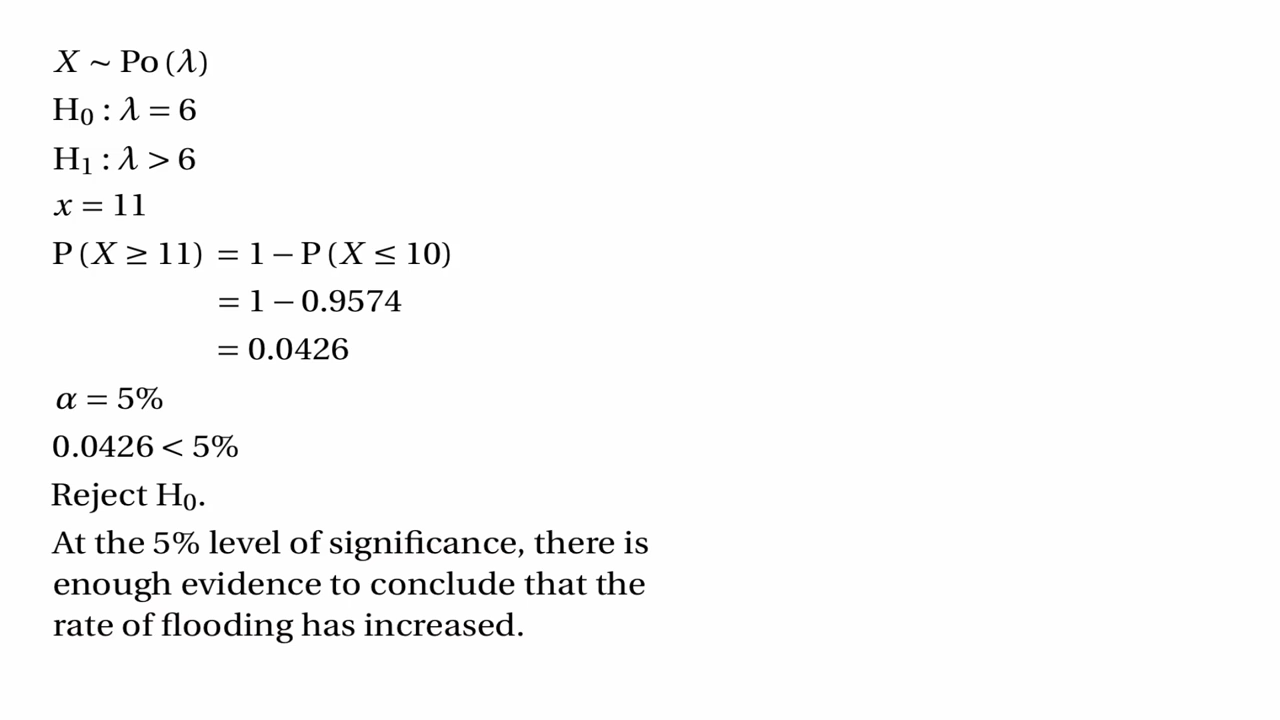 X ~ Po (λ)
H₀ : λ = 6
H₁ : λ > 6
x = 11
P (X ≥ 11) = 1 − P (X ≤ 10)
= 1 − 0.9574
= 0.0426
α = 5%
0.0426 < 5%
Reject H₀.
At the 5% level of significance, there is
enough evidence to conclude that the
rate of flooding has increased.